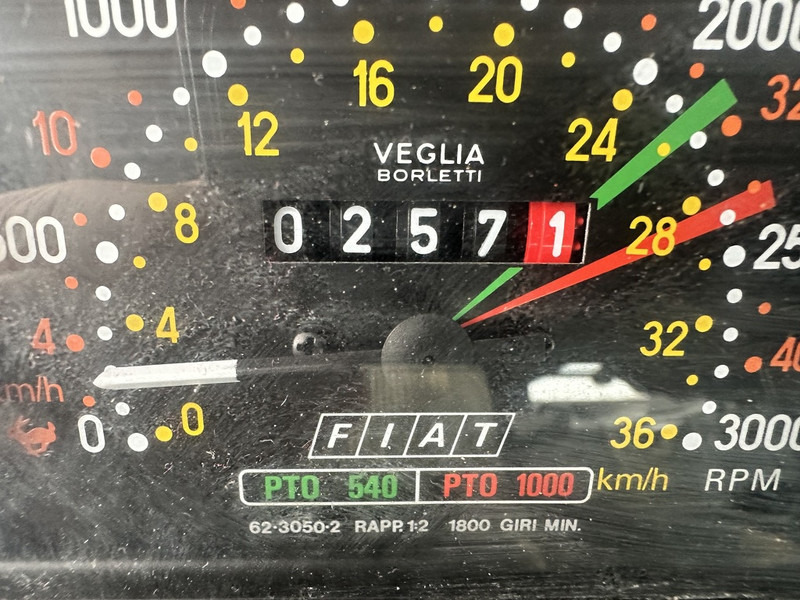 1000
2000
16
20
12
24
10
32
VEGLIA
BORLETTI
8
0 2 5 7 1
28
4
4
32
km/h
0
0
FIAT
36
3000
PTO 540 PTO 1000
km/h
RPM
62-3050-2 RAPP. 1:2 1800 GIRI MIN.